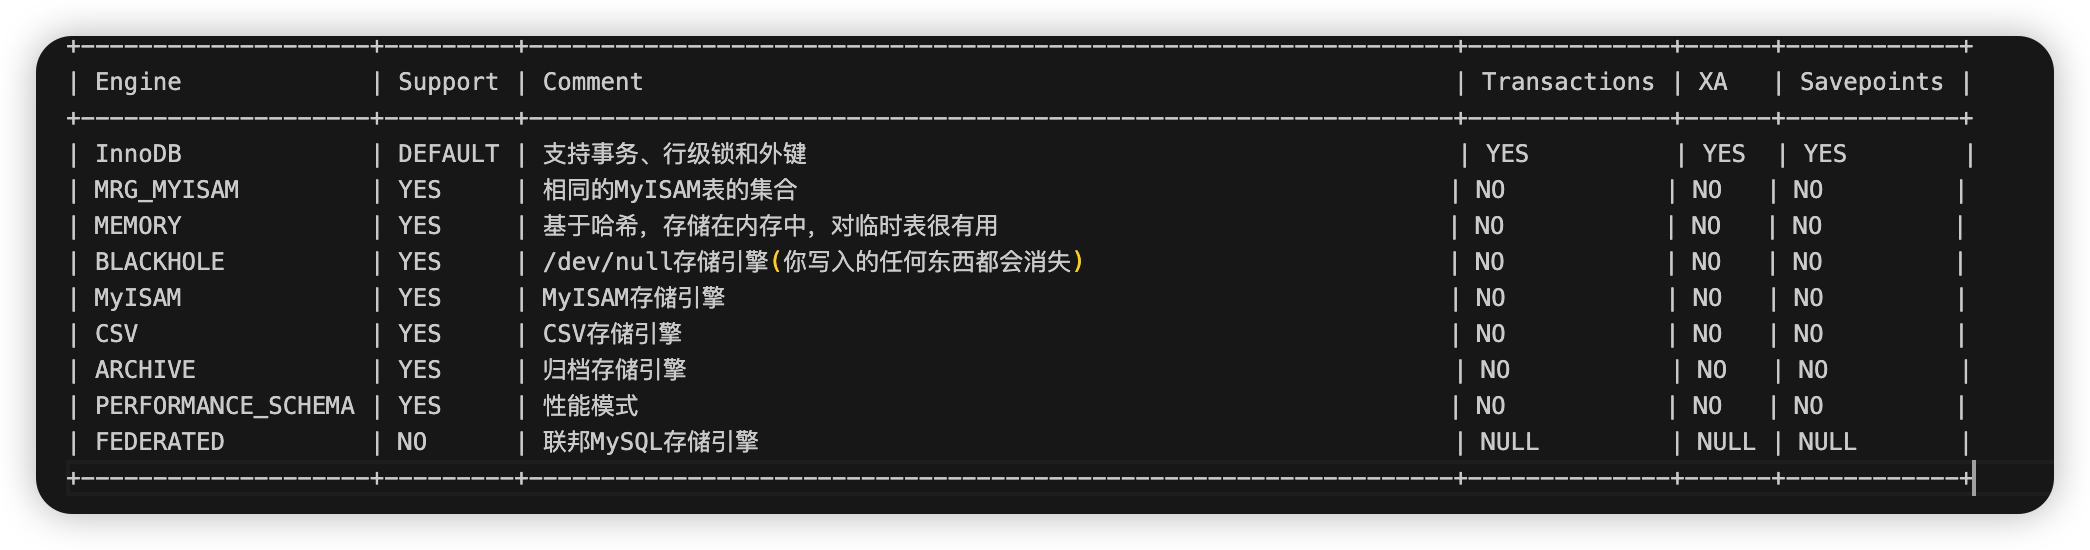 +--------------------+---------+----------------------------------------------------------------+--------------+------+------------+
| Engine             | Support | Comment                                                        | Transactions | XA   | Savepoints |
+--------------------+---------+----------------------------------------------------------------+--------------+------+------------+
| InnoDB             | DEFAULT | 支持事务、行级锁和外键                                              | YES          | YES  | YES        |
| MRG_MYISAM         | YES     | 相同的MyISAM表的集合                                              | NO           | NO   | NO         |
| MEMORY             | YES     | 基于哈希，存储在内存中，对临时表很有用                                  | NO           | NO   | NO         |
| BLACKHOLE          | YES     | /dev/null存储引擎(你写入的任何东西都会消失)                            | NO           | NO   | NO         |
| MyISAM             | YES     | MyISAM存储引擎                                                   | NO           | NO   | NO         |
| CSV                | YES     | CSV存储引擎                                                      | NO           | NO   | NO         |
| ARCHIVE            | YES     | 归档存储引擎                                                      | NO           | NO   | NO         |
| PERFORMANCE_SCHEMA | YES     | 性能模式                                                         | NO           | NO   | NO         |
| FEDERATED          | NO      | 联邦MySQL存储引擎                                                 | NULL         | NULL | NULL       |
+--------------------+---------+----------------------------------------------------------------+--------------+------+------------+